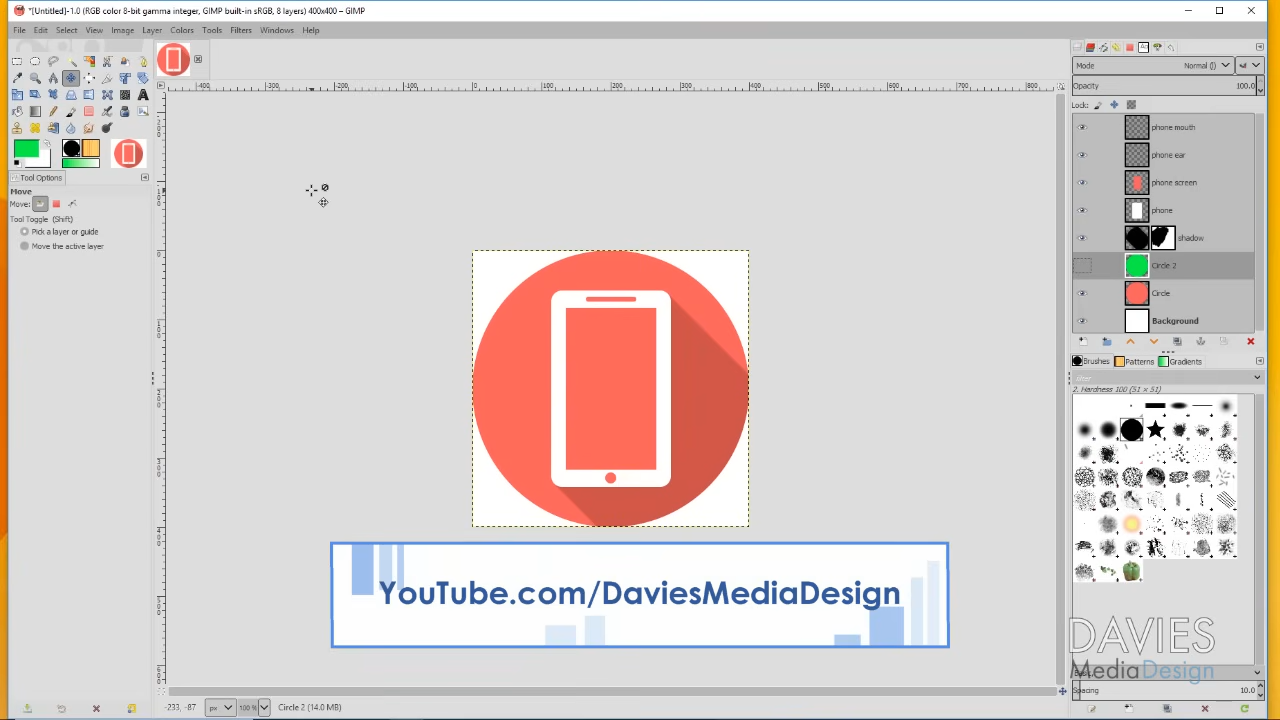 *[Untitled]-1.0 (RGB color 8-bit gamma integer, GIMP built-in sRGB, 8 layers) 400x400 – GIMP
File Edit Select View Image Layer Colors Tools Filters Windows Help
Mode Normal (l)
Opacity 100.0
Lock:
phone mouth
phone ear
phone screen
phone
shadow
Circle 2
Circle
Background
Tool Options
Move
Move:
Tool Toggle (Shift)
Pick a layer or guide
Move the active layer
Brushes Patterns Gradients
filter
2. Hardness 100 (51 × 51)
YouTube.com/DaviesMediaDesign
DAVIES
MediaDesign
Spacing 10.0
-233, -87 px 100 % Circle 2 (14.0 MB)